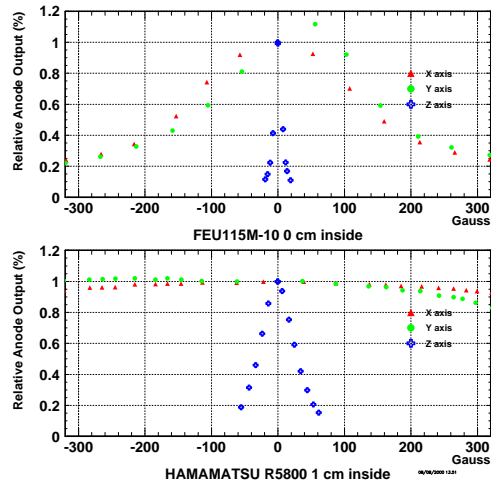 Relative Anode Output (%)
1.2
1
0.8
0.6
0.4
0.2
0
X axis
Y axis
Z axis
-300 -200 -100 0 100 200 300
Gauss
FEU115M-10 0 cm inside
Relative Anode Output (%)
1.2
1
0.8
0.6
0.4
0.2
0
X axis
Y axis
Z axis
-300 -200 -100 0 100 200 300
Gauss
HAMAMATSU R5800 1 cm inside